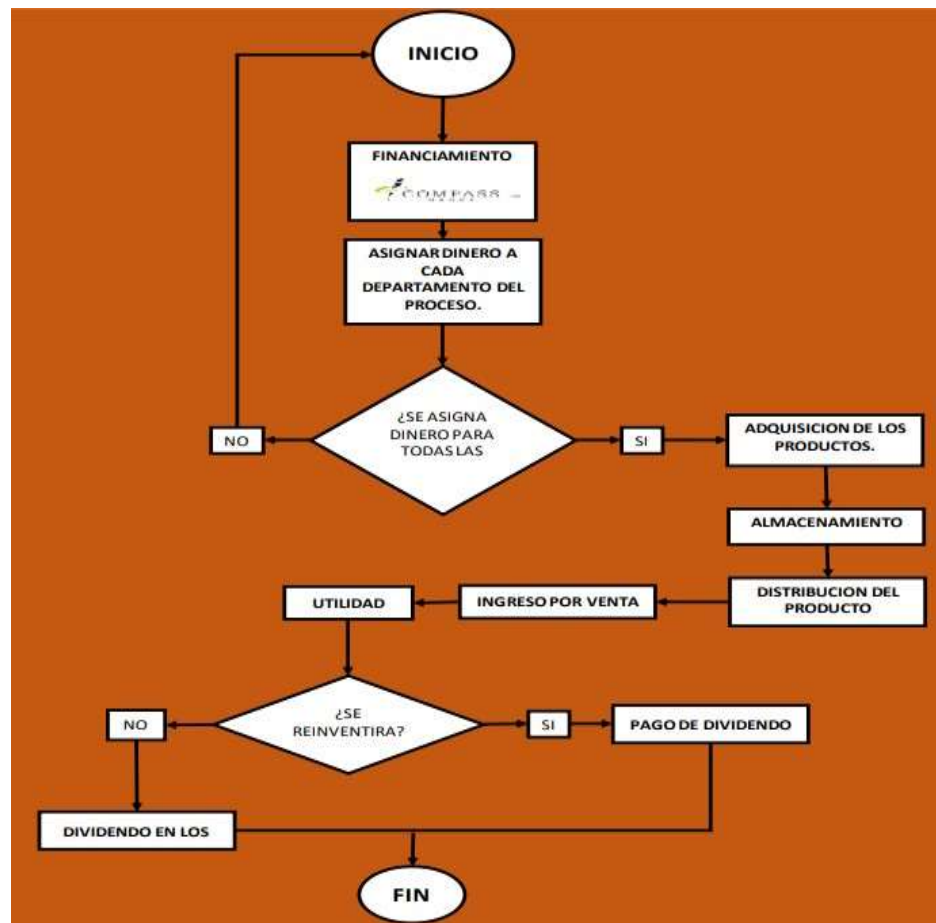 INICIO
FINANCIAMIENTO
COMPASS
GROUP
ASIGNAR DINERO A
CADA
DEPARTAMENTO DEL
PROCESO.
¿SE ASIGNA
DINERO PARA
TODAS LAS
NO
SI
ADQUISICION DE LOS
PRODUCTOS.
ALMACENAMIENTO
DISTRIBUCION DEL
PRODUCTO
INGRESO POR VENTA
UTILIDAD
¿SE
REINVENTIRA?
NO
SI
PAGO DE DIVIDENDO
DIVIDENDO EN LOS
FIN